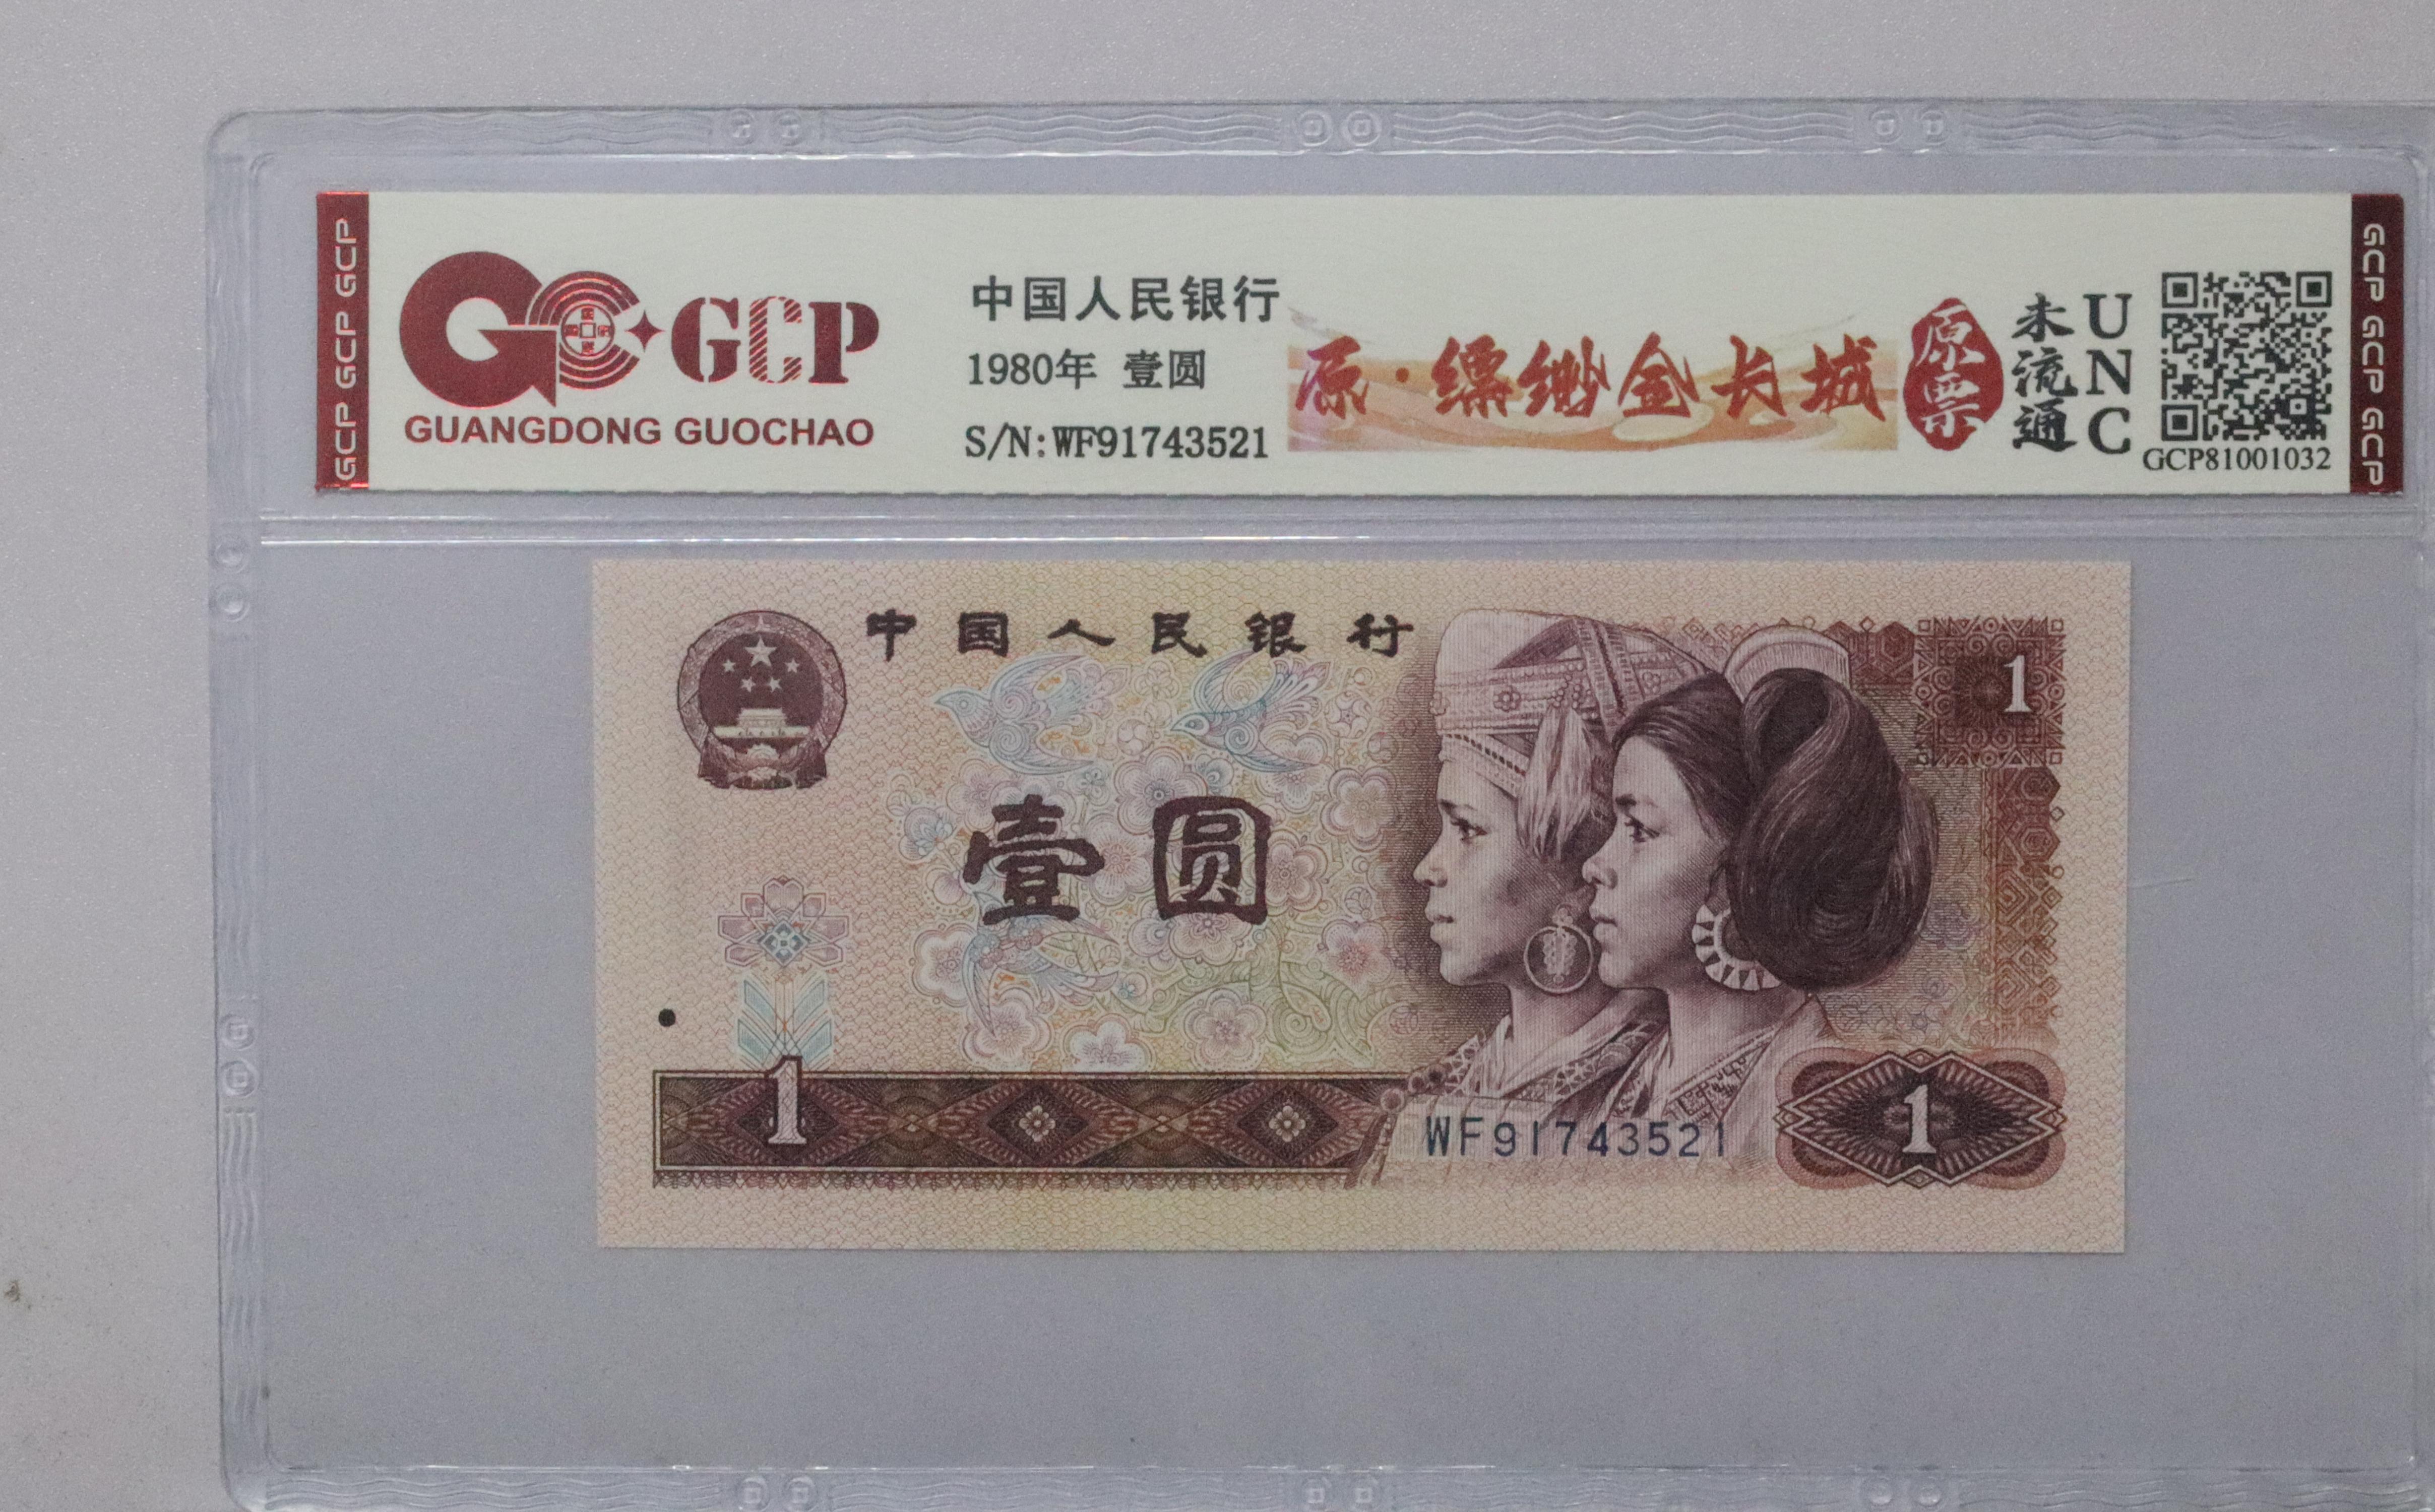 GCP GCP GCP
GCP
GUANGDONG GUOCHAO
中国人民银行
1980年 壹圆
S/N:WF91743521
原·缥缈金长城
原票
未流通
UNC
GCP81001032
GCP GCP GCP
中国人民银行
1
壹圆
1
WF91743521
1